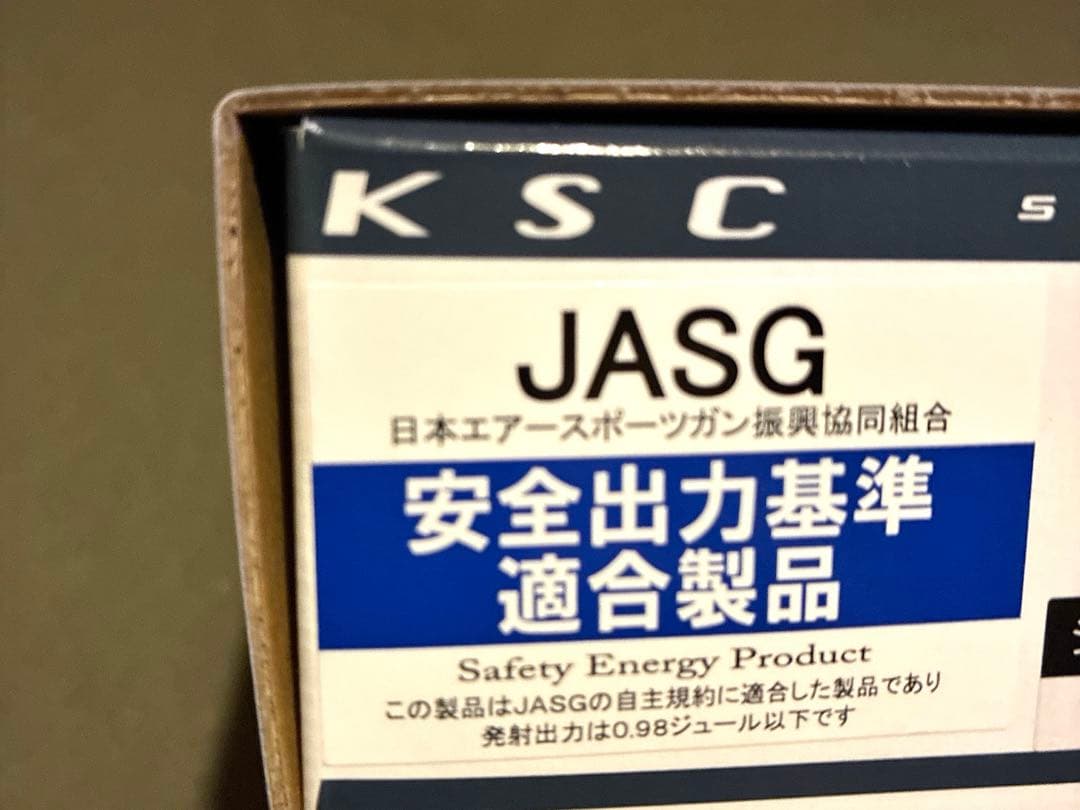 KSC S
JASG
日本エアースポーツガン振興協同組合
安全出力基準
適合製品
Safety Energy Product
この製品はJASGの自主規約に適合した製品であり
発射出力は0.98ジュール以下です